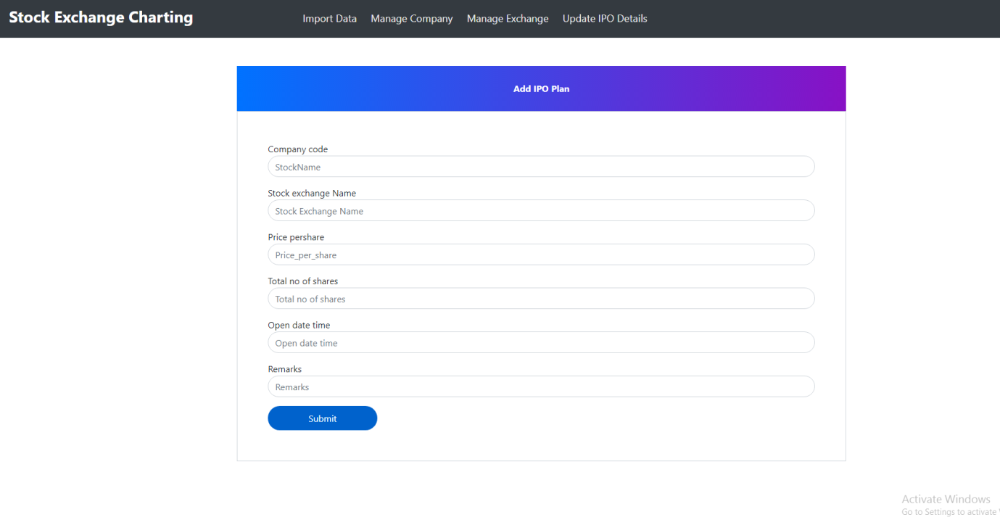 Stock Exchange Charting
Import Data
Manage Company
Manage Exchange
Update IPO Details
Add IPO Plan
Company code
StockName
Stock exchange Name
Stock Exchange Name
Price pershare
Price_per_share
Total no of shares
Total no of shares
Open date time
Open date time
Remarks
Remarks
Submit
Activate Windows
Go to Settings to activate